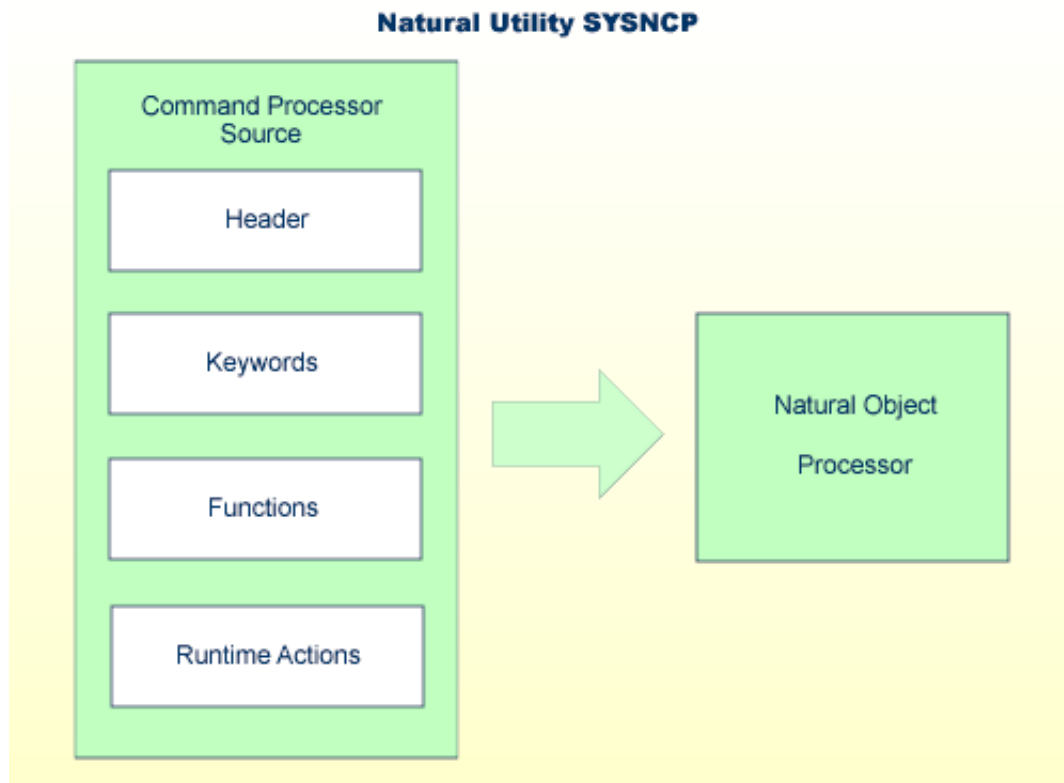 Natural Utility SYSNCP
Command Processor
Source
Header
Keywords
Functions
Runtime Actions
Natural Object
Processor